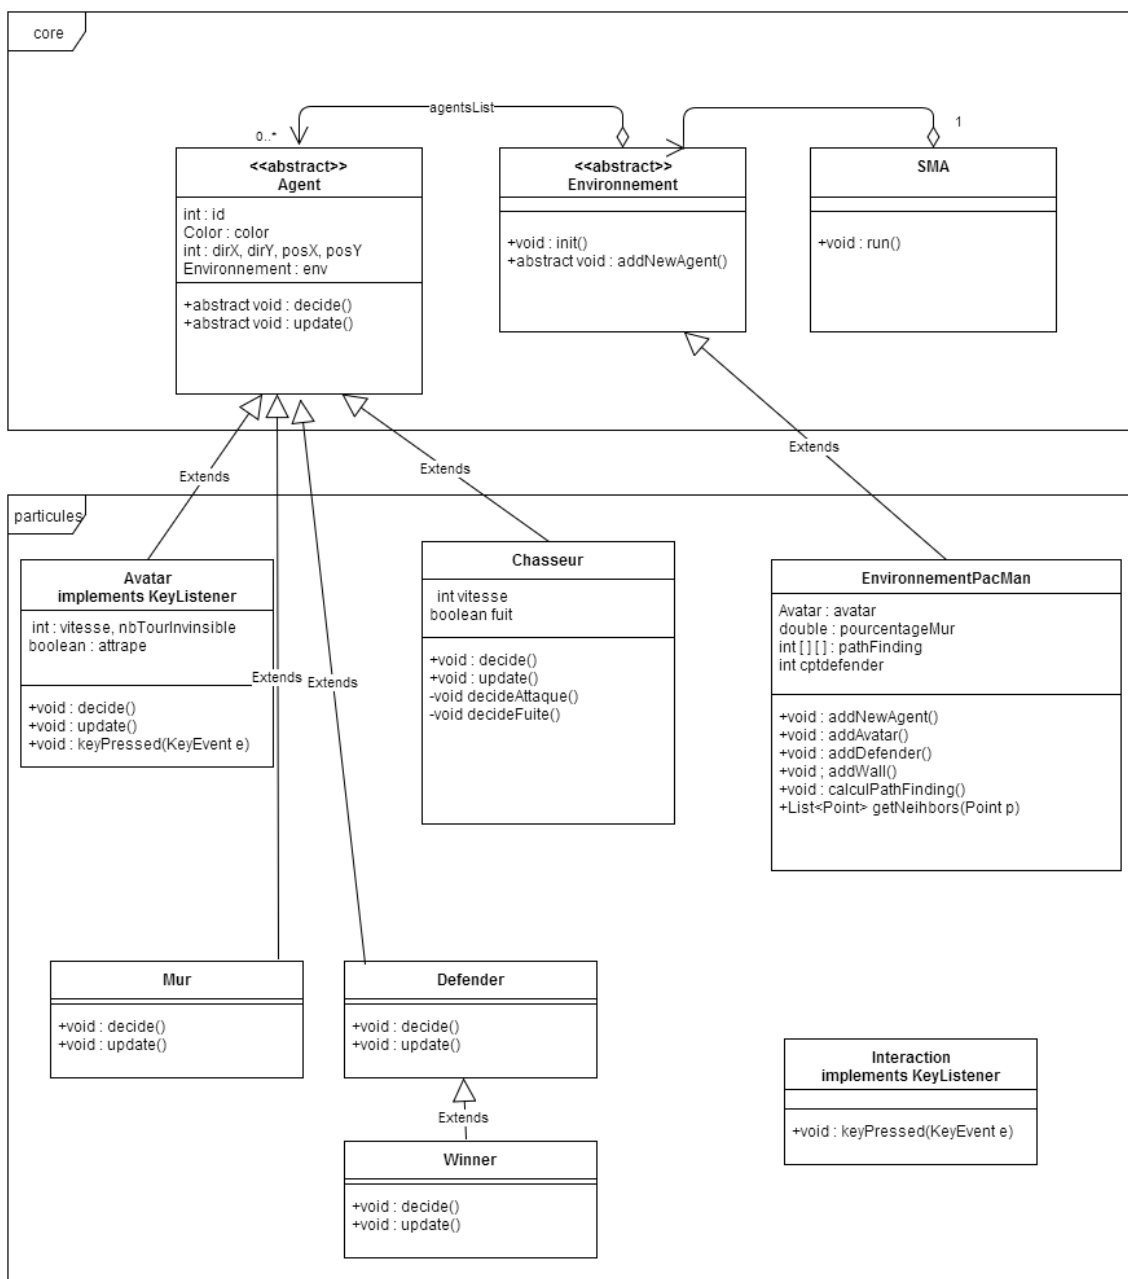 core
agentsList
0..*
1
<<abstract>>
Agent
int : id
Color : color
int : dirX, dirY, posX, posY
Environnement : env
+abstract void : decide()
+abstract void : update()
<<abstract>>
Environnement
+void : init()
+abstract void : addNewAgent()
SMA
+void : run()
Extends
Extends
Extends
Extends
Extends
particules
Avatar
implements KeyListener
int : vitesse, nbTourInvinsible
boolean : attrape
+void : decide()
+void : update()
+void : keyPressed(KeyEvent e)
Chasseur
int vitesse
boolean fuit
+void : decide()
+void : update()
-void decideAttaque()
-void decideFuite()
EnvironnementPacMan
Avatar : avatar
double : pourcentageMur
int [ ] [ ] : pathFinding
int cptdefender
+void : addNewAgent()
+void : addAvatar()
+void : addDefender()
+void ; addWall()
+void : calculPathFinding()
+List<Point> getNeihbors(Point p)
Mur
+void : decide()
+void : update()
Defender
+void : decide()
+void : update()
Extends
Winner
+void : decide()
+void : update()
Interaction
implements KeyListener
+void : keyPressed(KeyEvent e)